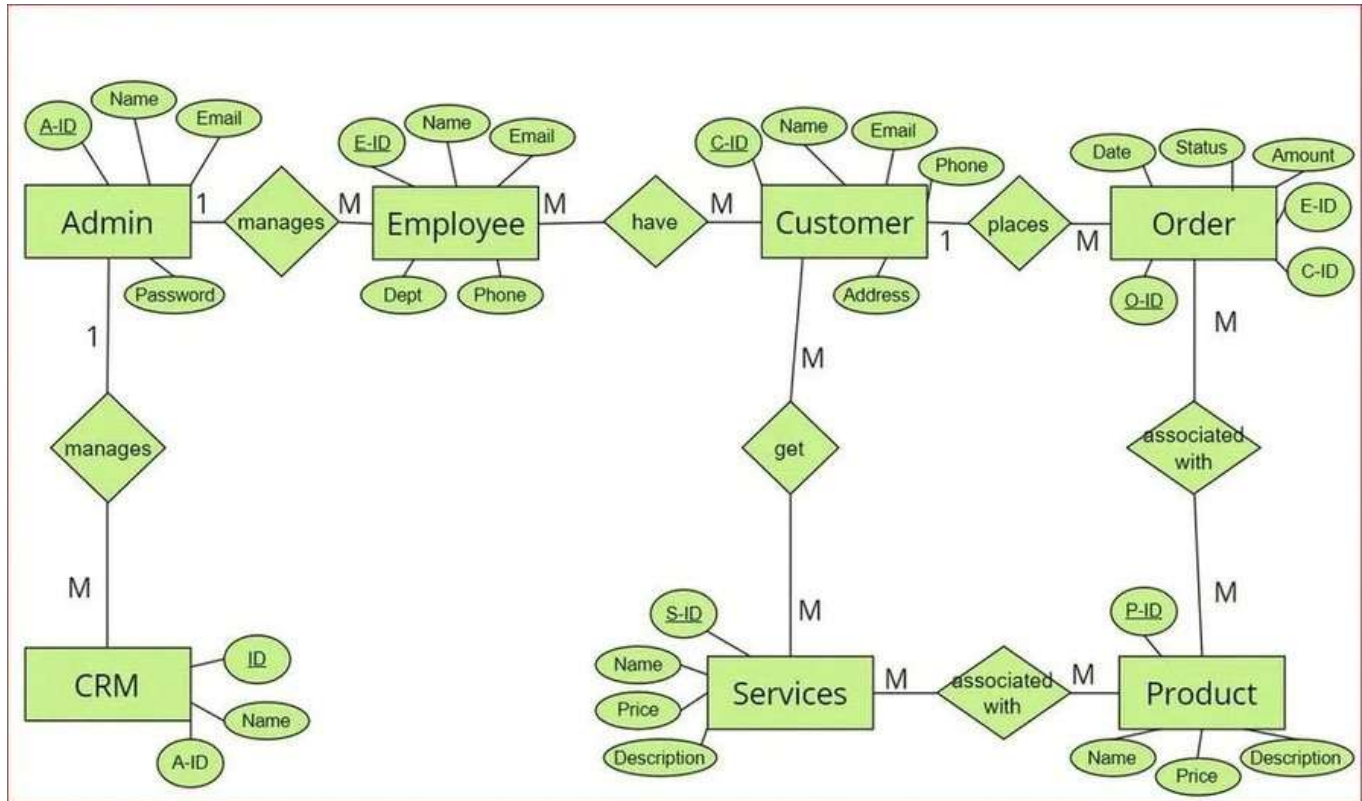 A-ID
Name
Email
Admin
Password
1
manages
M
E-ID
Name
Email
Employee
Dept
Phone
M
have
M
C-ID
Name
Email
Phone
Customer
Address
1
places
M
Date
Status
Amount
E-ID
C-ID
Order
O-ID
1
manages
M
CRM
ID
Name
A-ID
M
get
M
S-ID
Name
Price
Description
Services
M
associated
with
M
M
associated
with
M
P-ID
Product
Name
Price
Description